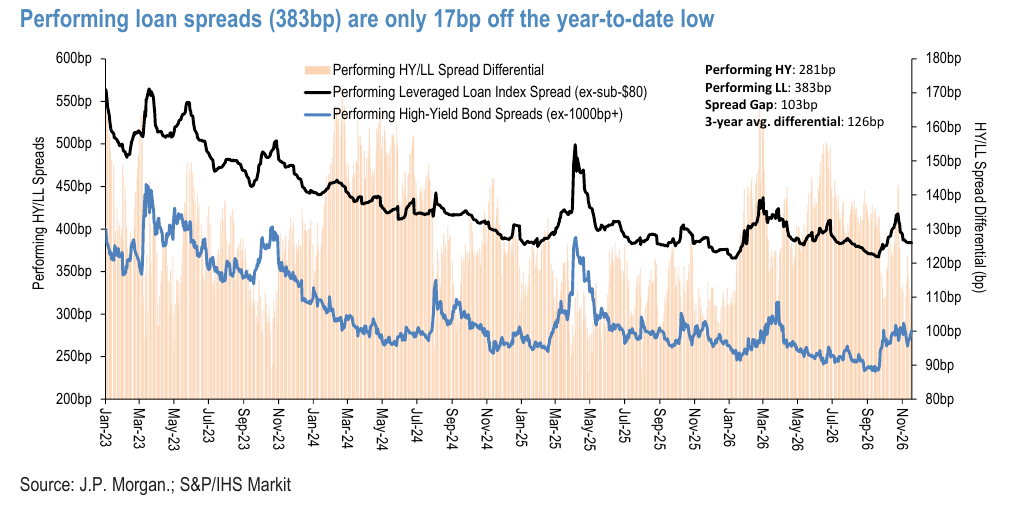 Performing loan spreads (383bp) are only 17bp off the year-to-date low
600bp
550bp
500bp
450bp
400bp
350bp
300bp
250bp
200bp
Performing HY/LL Spreads
Performing HY/LL Spread Differential
Performing Leveraged Loan Index Spread (ex-sub-$80)
Performing High-Yield Bond Spreads (ex-1000bp+)
Performing HY: 281bp
Performing LL: 383bp
Spread Gap: 103bp
3-year avg. differential: 126bp
180bp
170bp
160bp
150bp
140bp
130bp
120bp
110bp
100bp
90bp
80bp
HY/LL Spread Differential (bp)
Jan-23
Mar-23
May-23
Jul-23
Sep-23
Nov-23
Jan-24
Mar-24
May-24
Jul-24
Sep-24
Nov-24
Jan-25
Mar-25
May-25
Jul-25
Sep-25
Nov-25
Jan-26
Mar-26
May-26
Jul-26
Sep-26
Nov-26
Source: J.P. Morgan.; S&P/IHS Markit